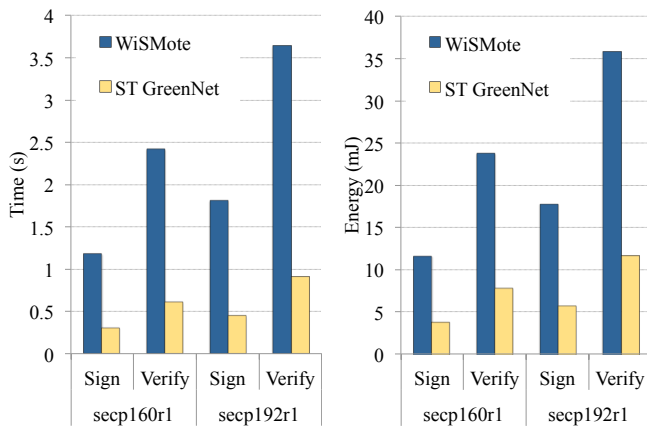 WiSMote
ST GreenNet
Time (s)
4
3.5
3
2.5
2
1.5
1
0.5
0
Sign Verify Sign Verify
secp160r1 secp192r1
WiSMote
ST GreenNet
Energy (mJ)
40
35
30
25
20
15
10
5
0
Sign Verify Sign Verify
secp160r1 secp192r1